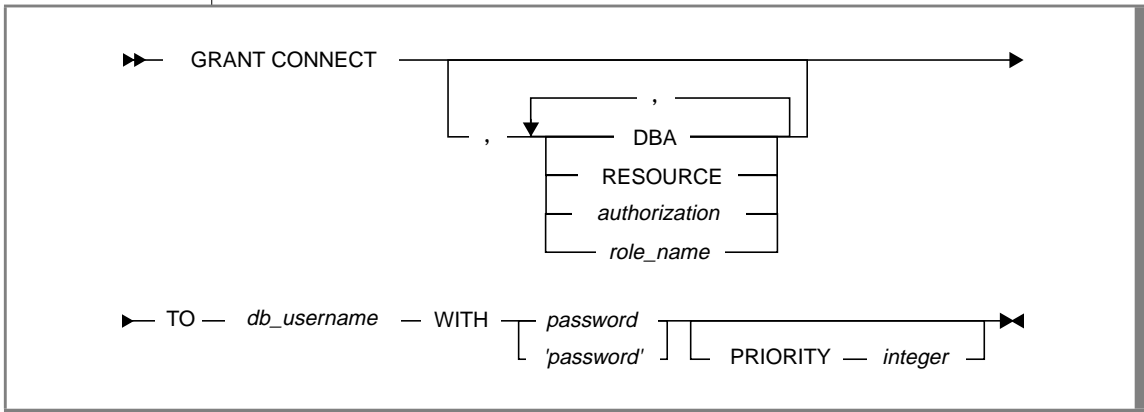 GRANT CONNECT
,
, DBA
RESOURCE
authorization
role_name
TO db_username WITH password
'password' PRIORITY integer